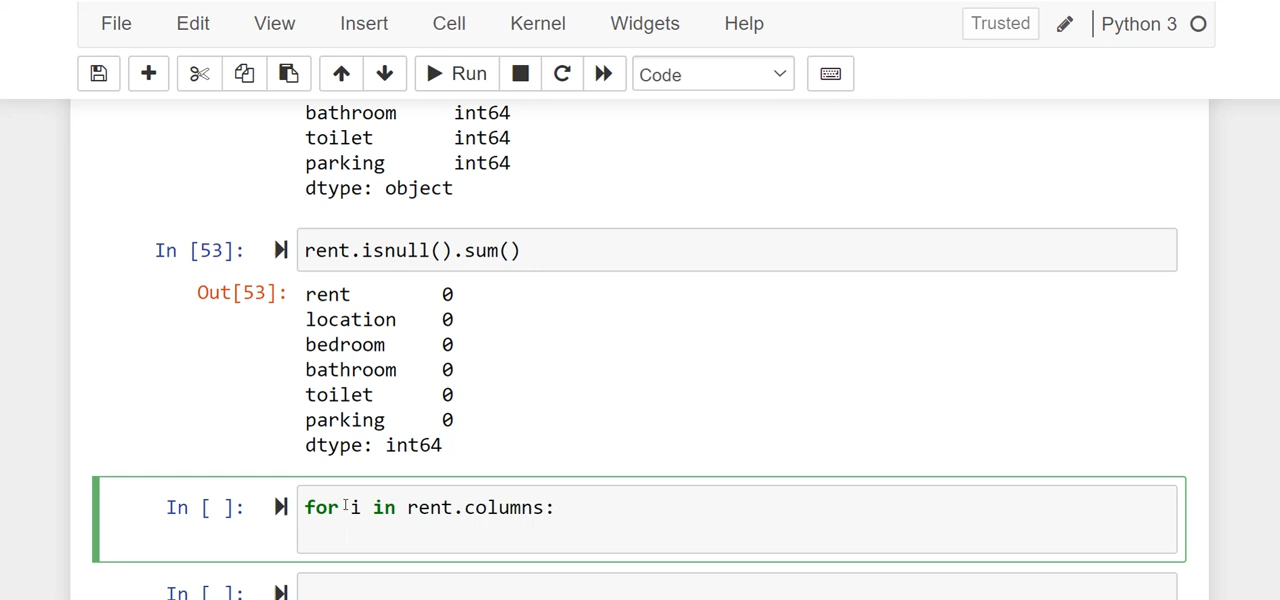 File Edit View Insert Cell Kernel Widgets Help Trusted Python 3
Run Code
bathroom int64
toilet int64
parking int64
dtype: object
In [53]: rent.isnull().sum()
Out[53]: rent 0
location 0
bedroom 0
bathroom 0
toilet 0
parking 0
dtype: int64
In [ ]: for i in rent.columns:
In [ ]: